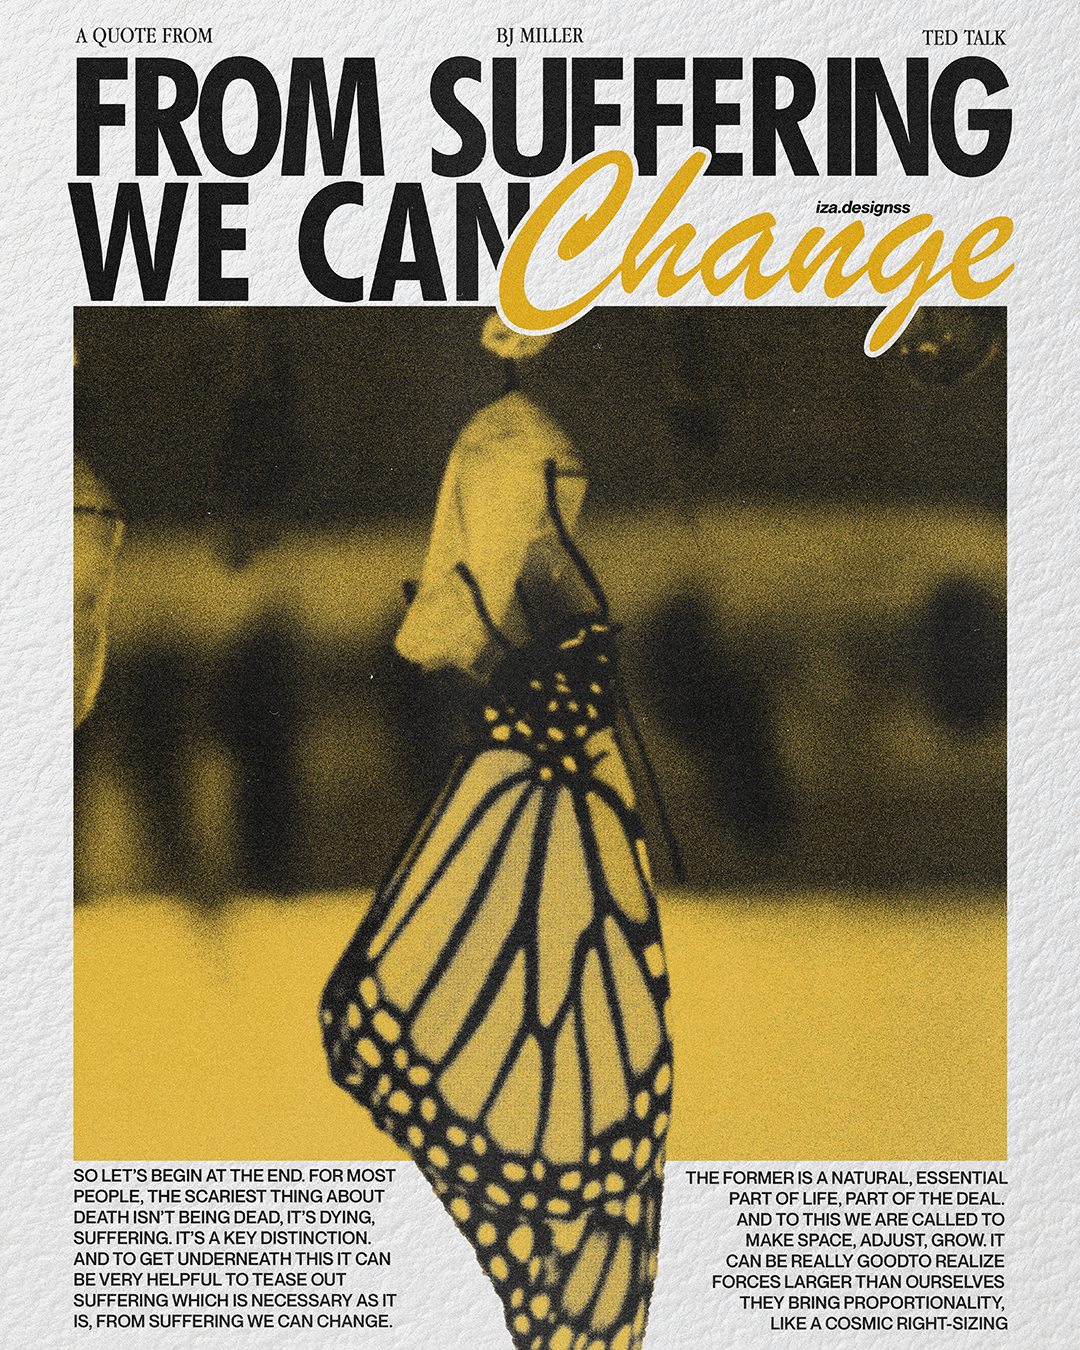 A QUOTE FROM
BJ MILLER
TED TALK
FROM SUFFERING
WE CAN Change
iza.designss
SO LET'S BEGIN AT THE END. FOR MOST
PEOPLE, THE SCARIEST THING ABOUT
DEATH ISN'T BEING DEAD, IT'S DYING,
SUFFERING. IT'S A KEY DISTINCTION.
AND TO GET UNDERNEATH THIS IT CAN
BE VERY HELPFUL TO TEASE OUT
SUFFERING WHICH IS NECESSARY AS IT
IS, FROM SUFFERING WE CAN CHANGE.
THE FORMER IS A NATURAL, ESSENTIAL
PART OF LIFE, PART OF THE DEAL.
AND TO THIS WE ARE CALLED TO
MAKE SPACE, ADJUST, GROW. IT
CAN BE REALLY GOODTO REALIZE
FORCES LARGER THAN OURSELVES
THEY BRING PROPORTIONALITY,
LIKE A COSMIC RIGHT-SIZING